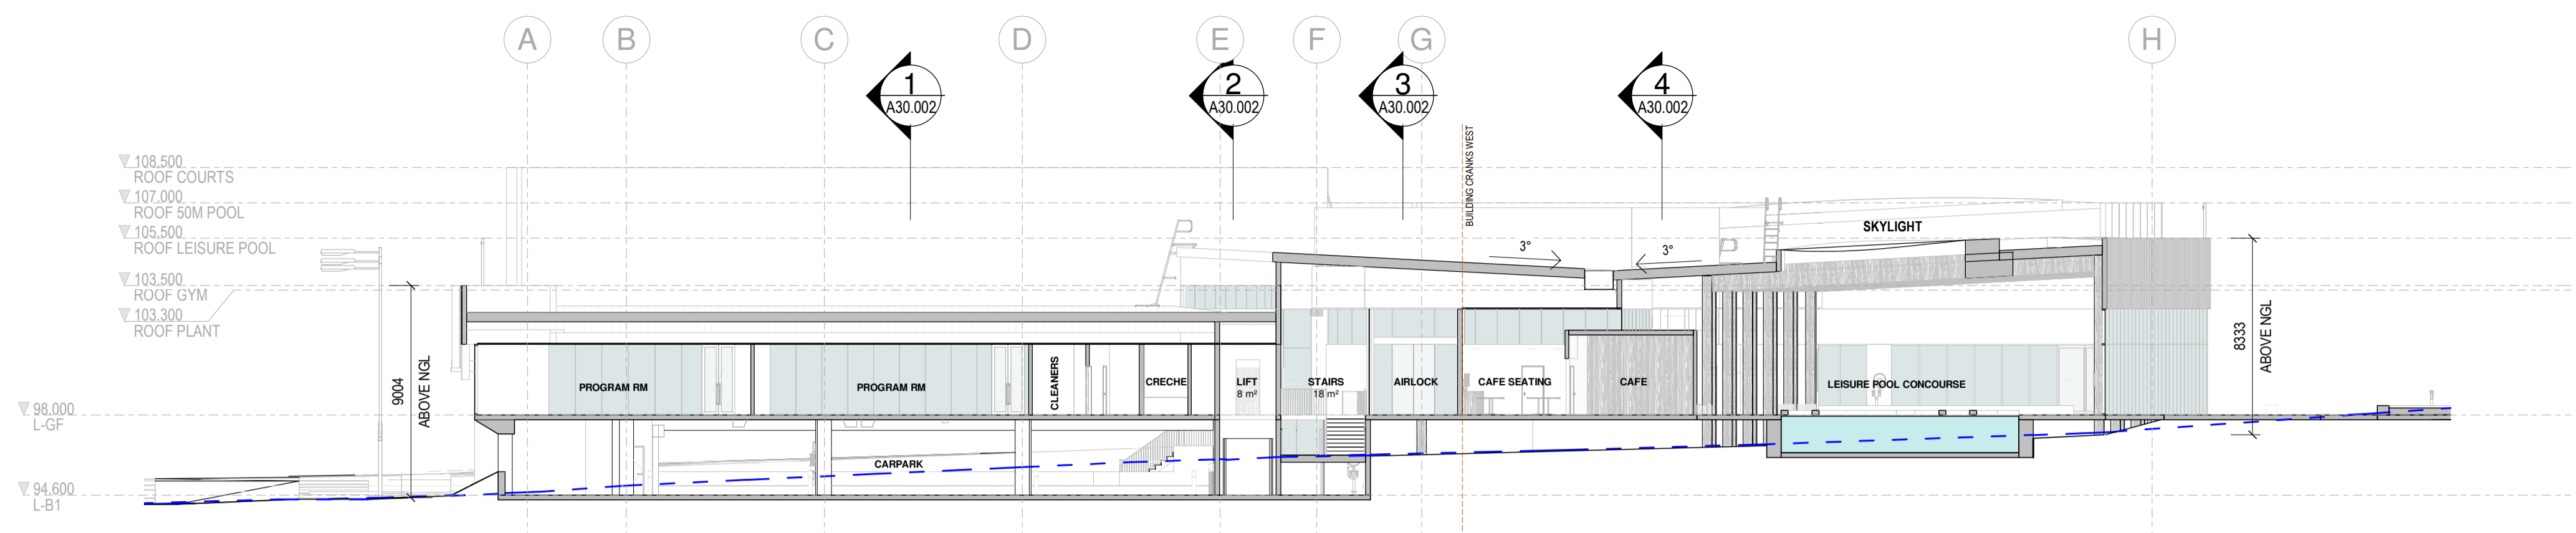 A
B
C
D
E
F
G
H
1
A30.002
2
A30.002
3
A30.002
4
A30.002
BUILDING CRANKS WEST
108.500
ROOF COURTS
107.000
ROOF 50M POOL
105.500
ROOF LEISURE POOL
103.500
ROOF GYM
103.300
ROOF PLANT
98.000
L-GF
94.600
L-B1
9004
ABOVE NGL
PROGRAM RM
PROGRAM RM
CLEANERS
CRECHE
LIFT
8 m²
STAIRS
18 m²
AIRLOCK
CAFE SEATING
CAFE
3°
3°
SKYLIGHT
LEISURE POOL CONCOURSE
CARPARK
8333
ABOVE NGL